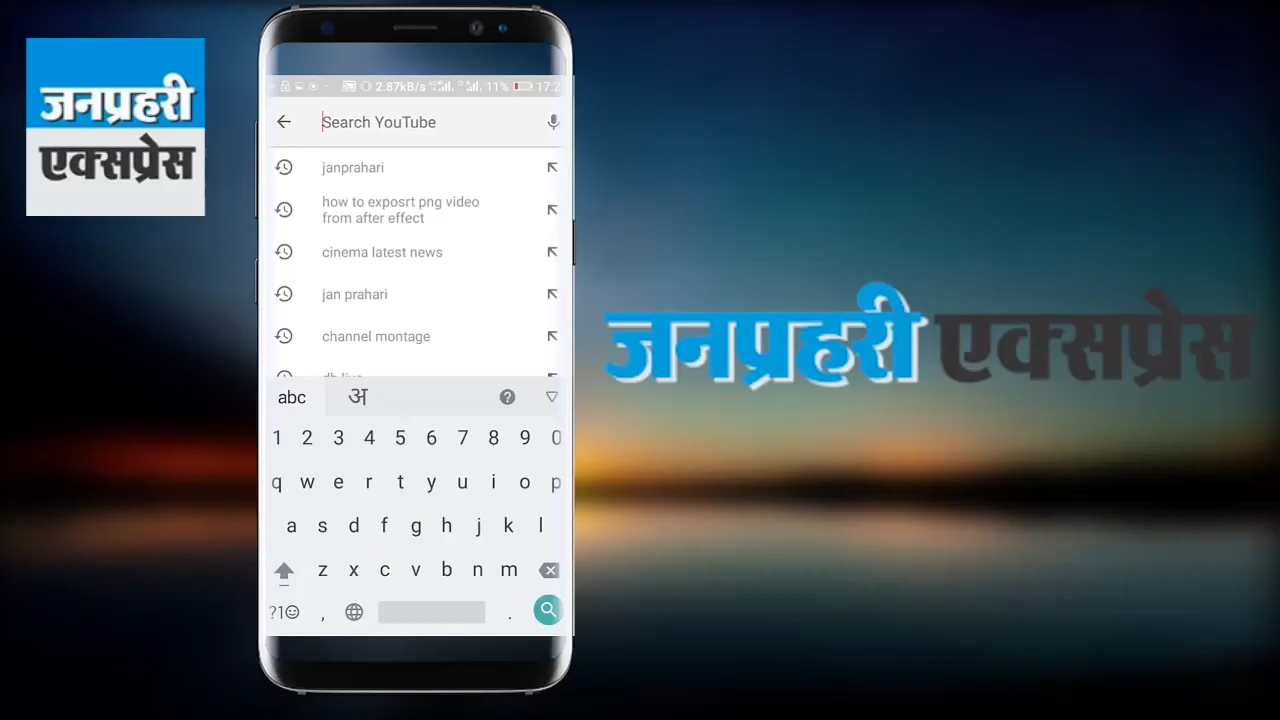 जनप्रहरी
एक्सप्रेस
2.87kB/s 11% 17:2
Search YouTube
janprahari
how to exposrt png video
from after effect
cinema latest news
jan prahari
channel montage
जनप्रहरी एक्सप्रेस
abc अ ?
1 2 3 4 5 6 7 8 9 0
q w e r t y u i o p
a s d f g h j k l
z x c v b n m
?1☺ , .